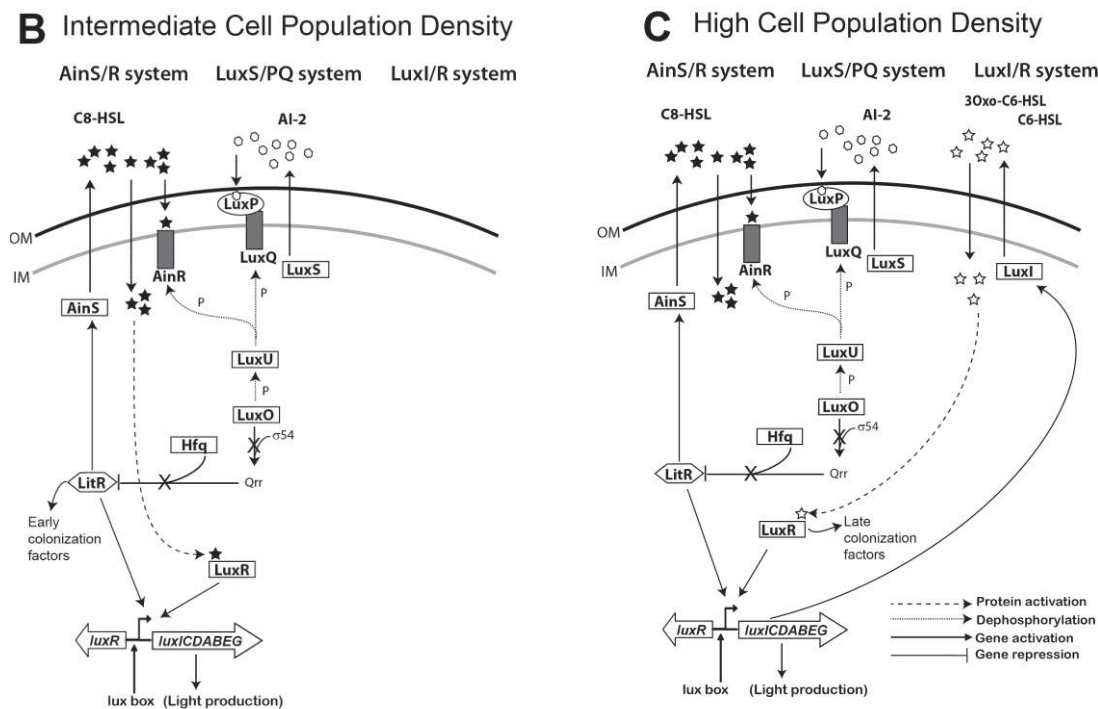 B Intermediate Cell Population Density
AinS/R system LuxS/PQ system LuxI/R system
C8-HSL AI-2
LuxP
OM
LuxQ
LuxS
IM
AinR
AinS
P P
LuxU
P
LuxO
σ54
Hfq
LitR
Qrr
Early
colonization
factors
LuxR
luxR luxICDABEG
lux box (Light production)
C High Cell Population Density
AinS/R system LuxS/PQ system LuxI/R system
3Oxo-C6-HSL
C8-HSL AI-2 C6-HSL
LuxP
OM
LuxQ
LuxS
IM
AinR
LuxI
AinS
P P
LuxU
P
LuxO
σ54
Hfq
LitR
Qrr
LuxR
Late
colonization
factors
luxR luxICDABEG
lux box (Light production)
Protein activation
Dephosphorylation
Gene activation
Gene repression